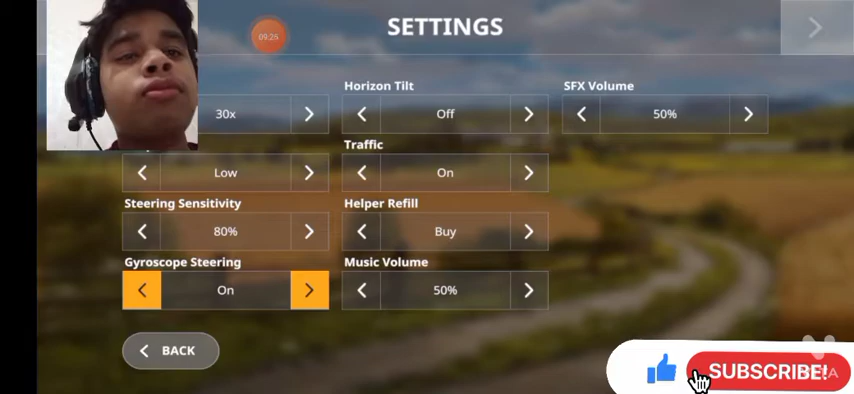 SETTINGS
09:25
Horizon Tilt
SFX Volume
30x
Off
50%
Traffic
Low
On
Steering Sensitivity
Helper Refill
80%
Buy
Gyroscope Steering
Music Volume
On
50%
BACK
SUBSCRIBE!